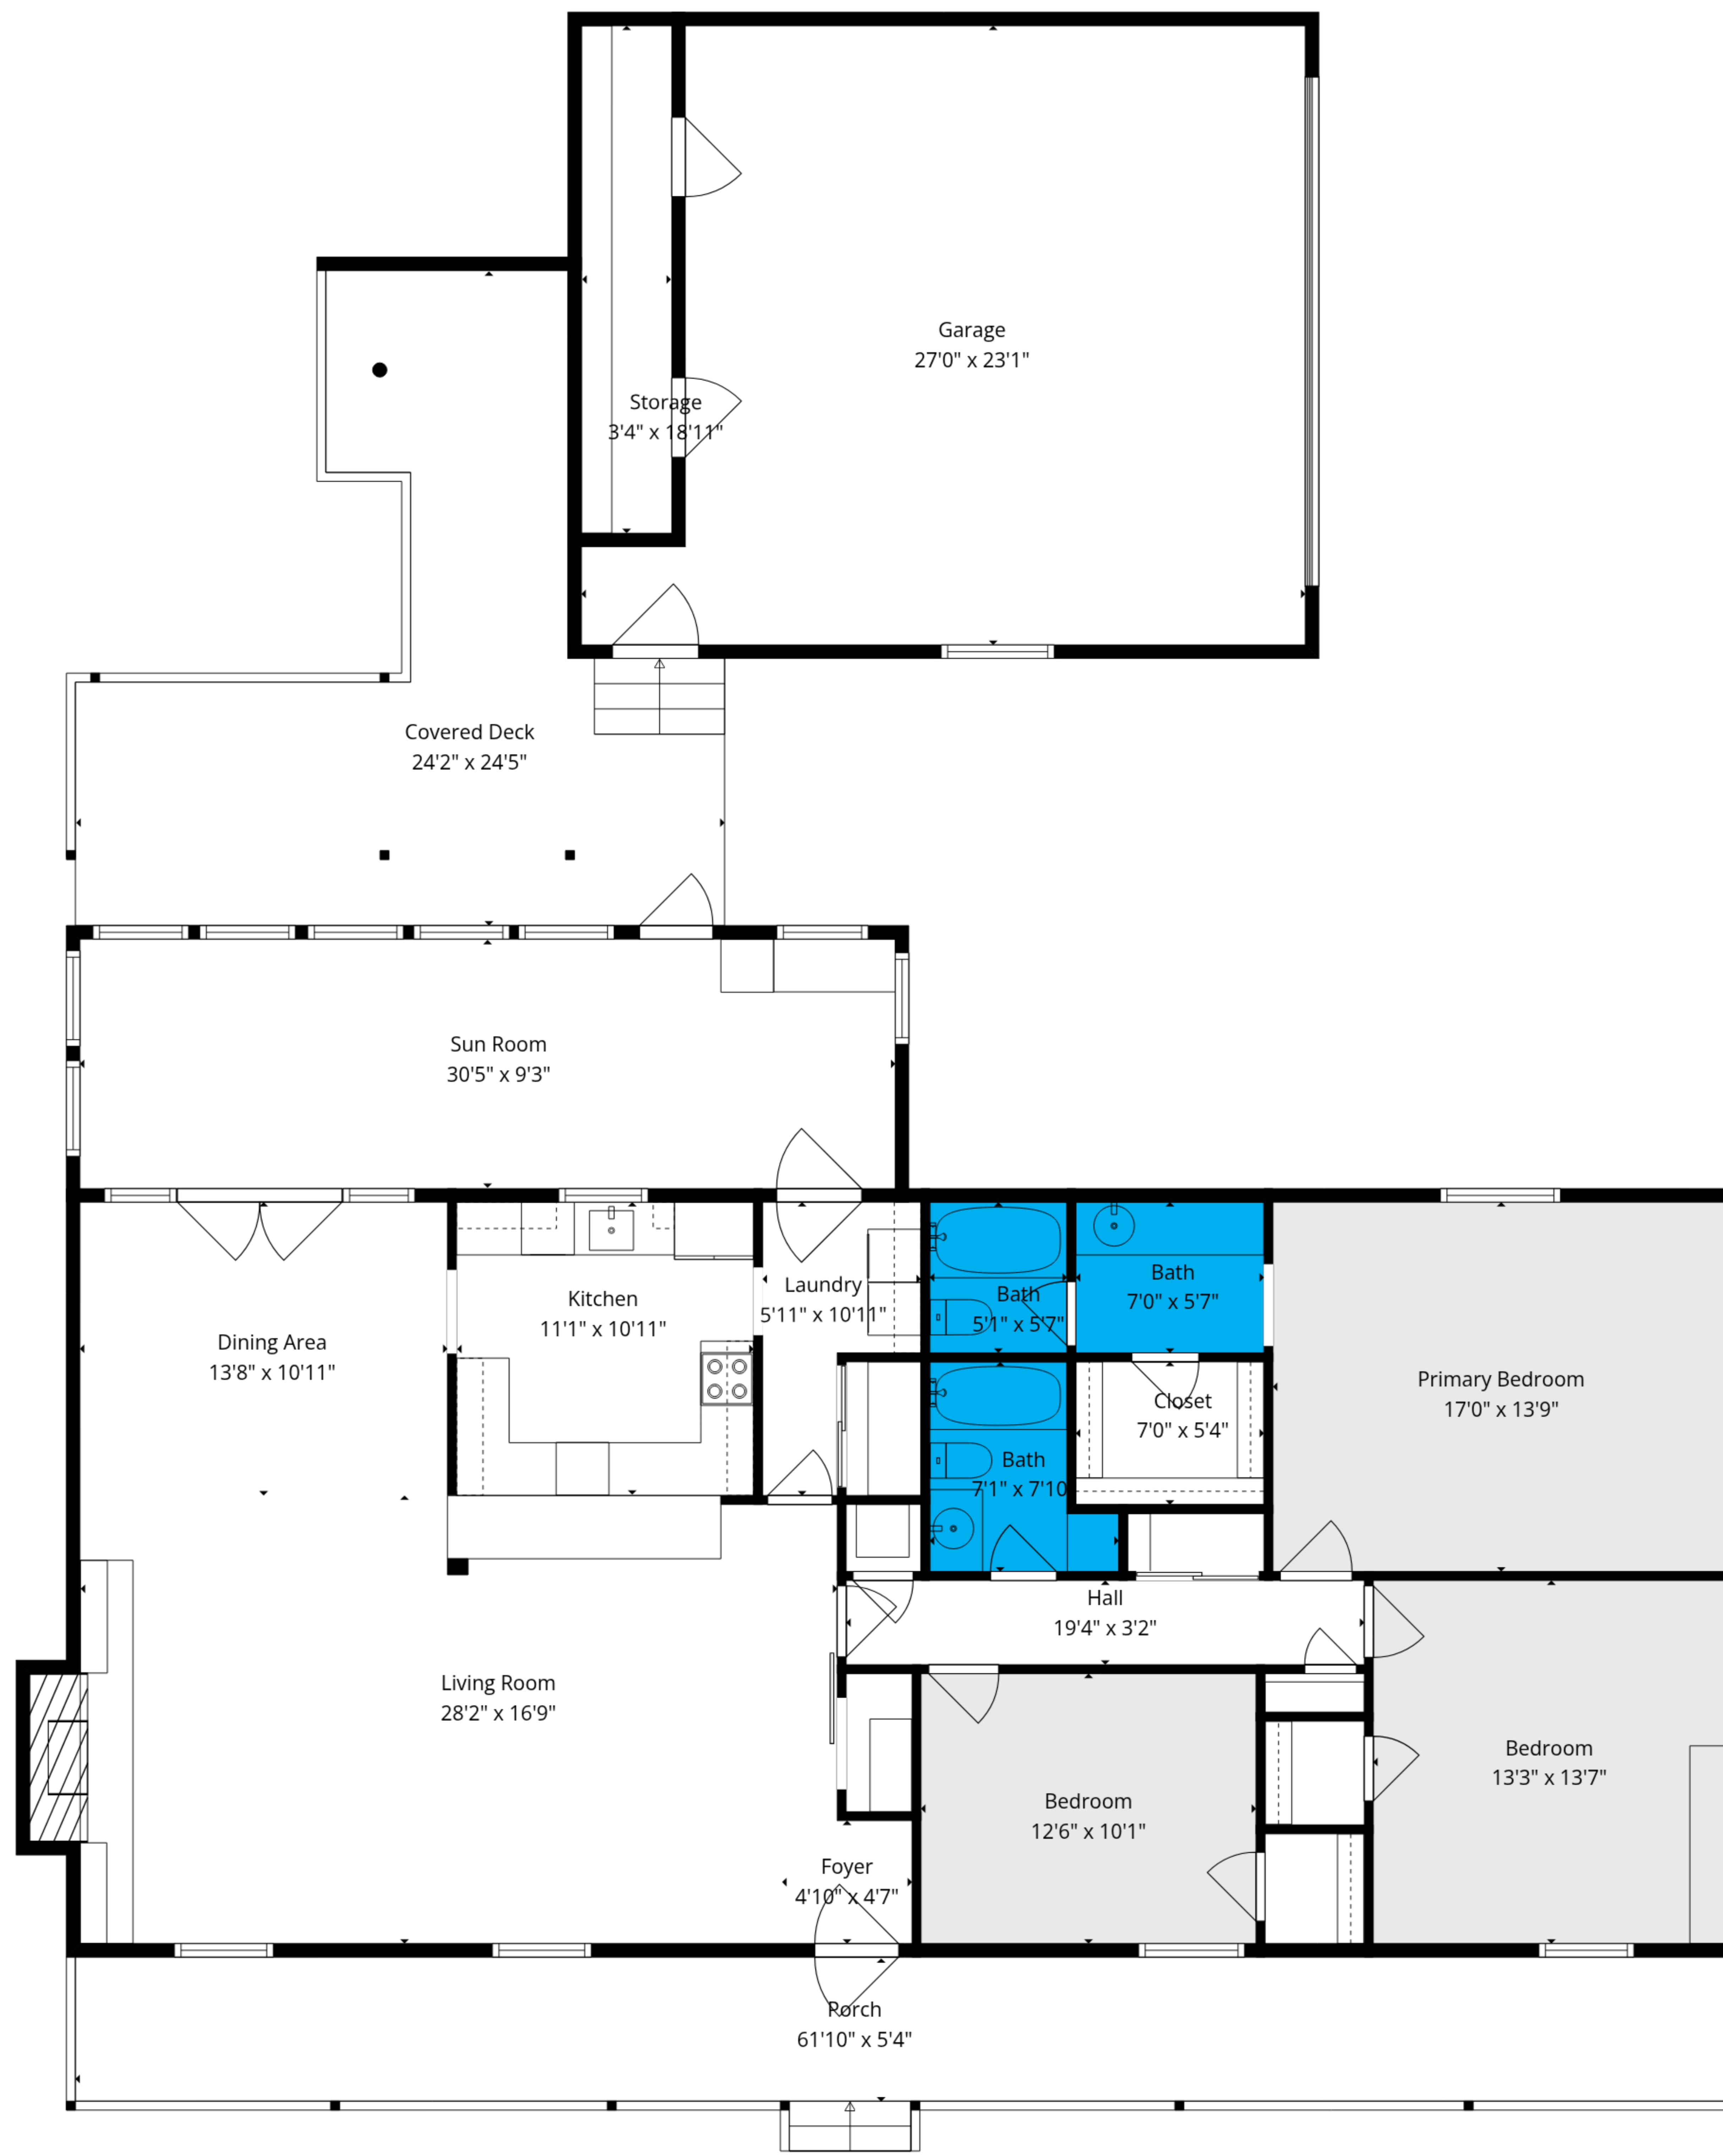 Garage
27'0" x 23'1"
Storage
3'4" x 18'11"
Covered Deck
24'2" x 24'5"
Sun Room
30'5" x 9'3"
Dining Area
13'8" x 10'11"
Kitchen
11'1" x 10'11"
Laundry
5'11" x 10'11"
Bath
5'1" x 5'7"
Bath
7'0" x 5'7"
Primary Bedroom
17'0" x 13'9"
Closet
7'0" x 5'4"
Bath
7'1" x 7'10
Hall
19'4" x 3'2"
Living Room
28'2" x 16'9"
Bedroom
13'3" x 13'7"
Bedroom
12'6" x 10'1"
Foyer
4'10" x 4'7"
Porch
61'10" x 5'4"